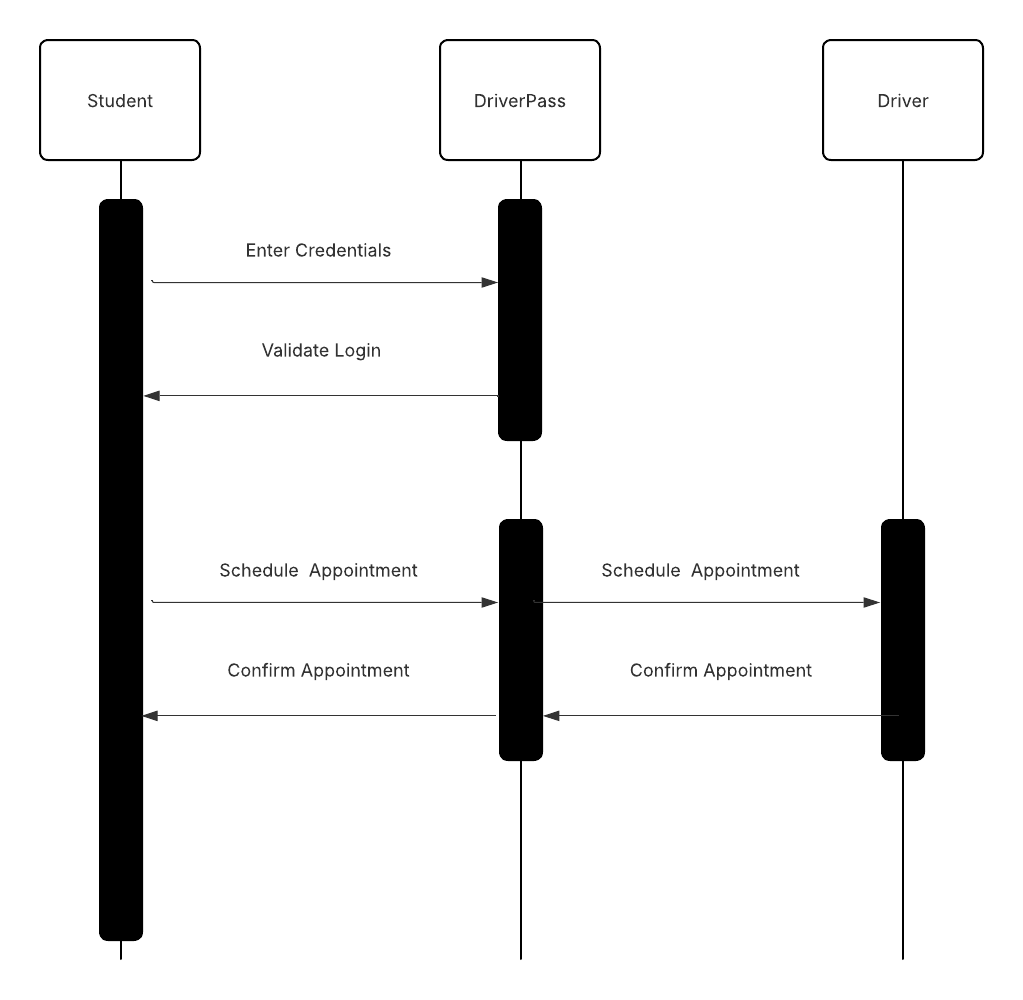 Student
DriverPass
Driver
Enter Credentials
Validate Login
Schedule  Appointment
Schedule  Appointment
Confirm Appointment
Confirm Appointment